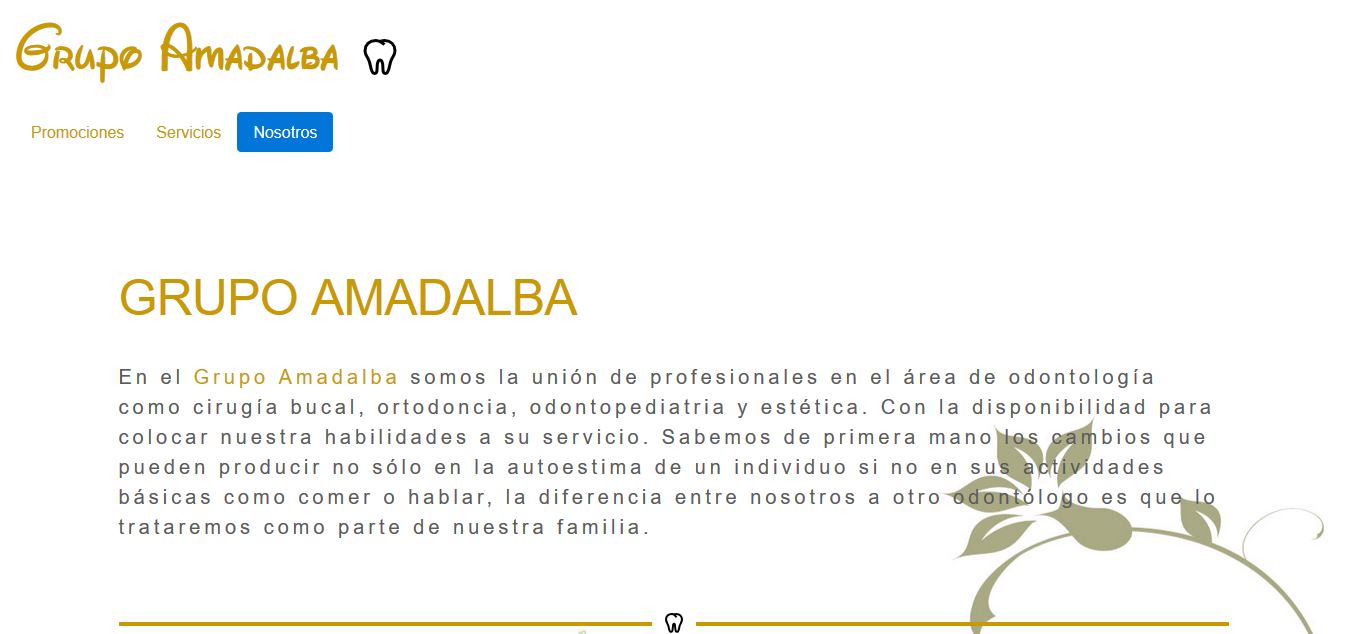 Grupo Amadalba
Promociones Servicios Nosotros
GRUPO AMADALBA
En el Grupo Amadalba somos la unión de profesionales en el área de odontología
como cirugía bucal, ortodoncia, odontopediatria y estética. Con la disponibilidad para
colocar nuestra habilidades a su servicio. Sabemos de primera mano los cambios que
pueden producir no sólo en la autoestima de un individuo si no en sus actividades
básicas como comer o hablar, la diferencia entre nosotros a otro odontólogo es que lo
trataremos como parte de nuestra familia.